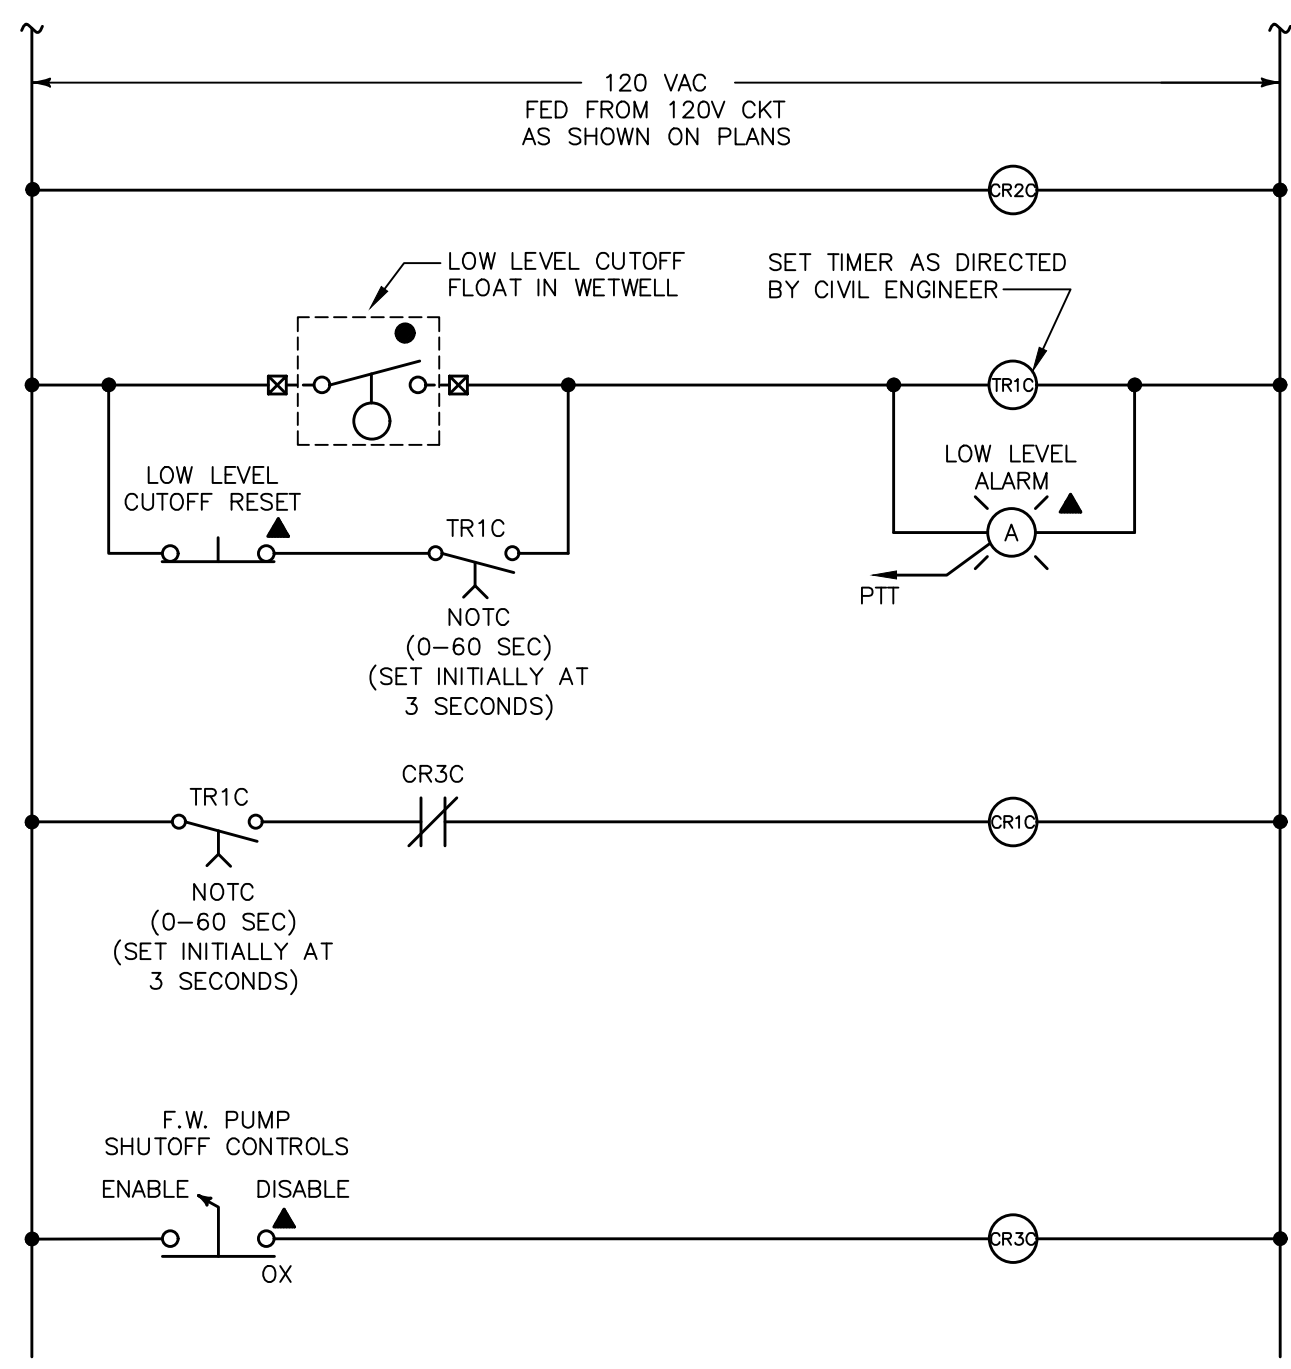 120 VAC
FED FROM 120V CKT
AS SHOWN ON PLANS
CR2C
LOW LEVEL CUTOFF
FLOAT IN WETWELL
SET TIMER AS DIRECTED
BY CIVIL ENGINEER
TR1C
LOW LEVEL
CUTOFF RESET
TR1C
NOTC
(0-60 SEC)
(SET INITIALLY AT
3 SECONDS)
LOW LEVEL
ALARM
A
PTT
TR1C
NOTC
(0-60 SEC)
(SET INITIALLY AT
3 SECONDS)
CR3C
CR1C
F.W. PUMP
SHUTOFF CONTROLS
ENABLE DISABLE
OX
CR3C